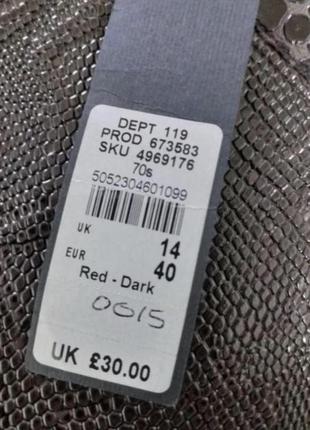 DEPT 119
PROD 673583
SKU 4969176
70s
5052304601099
UK 14
EUR 40
Red - Dark
0015
UK £30.00